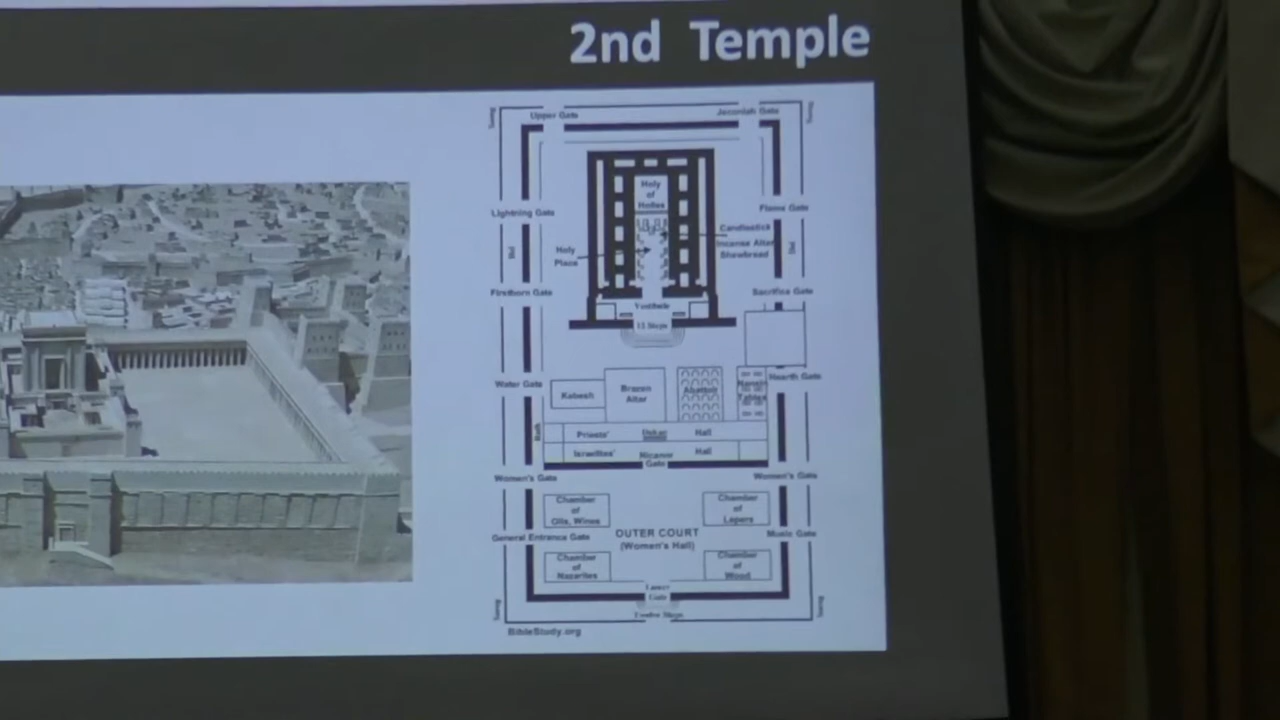 2nd Temple
Upper Gate
Jeconiah Gate
Holy
of
Holies
Lightning Gate
Flame Gate
Candlestick
Incense Altar
Shewbread
Holy
Place
Firstborn Gate
Sacrifice Gate
Vestibule
12 Steps
Water Gate
Hearth Gate
Kebesh
Brazen
Altar
Abattoir
Priests'
Hall
Israelites'
Nicanor
Hall
Gate
Women's Gate
Women's Gate
Chamber
of
Oils, Wines
Chamber
of
Lepers
OUTER COURT
(Women's Hall)
General Entrance Gate
Music Gate
Chamber
of
Nazarites
Chamber
of
Wood
Lower
Gate
BibleStudy.org